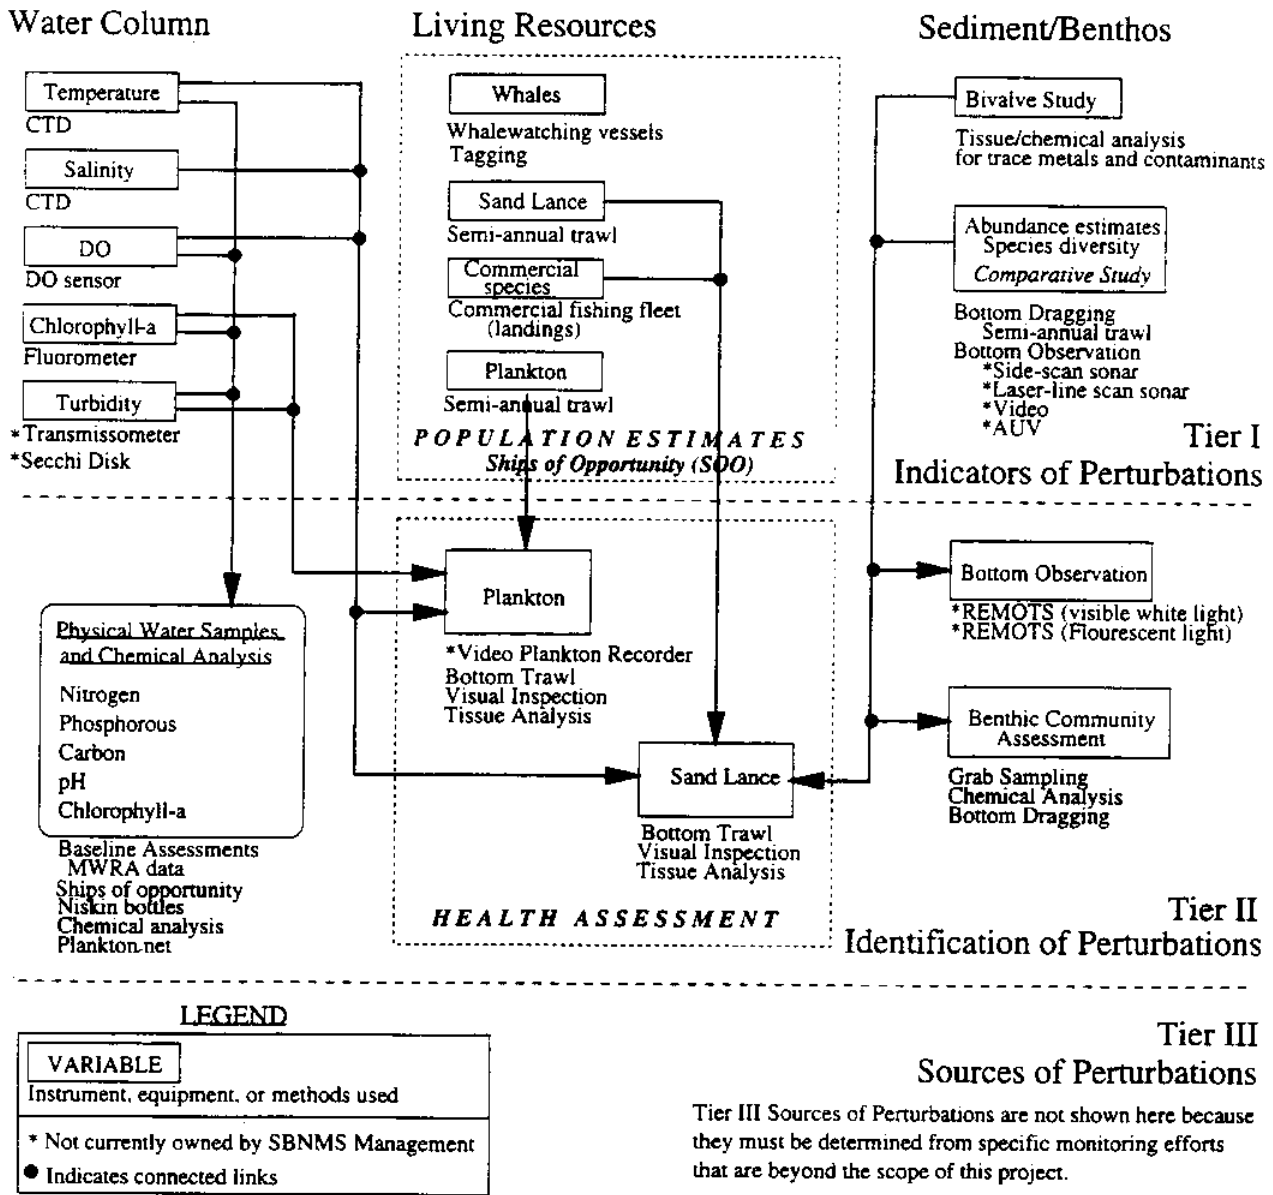 Water Column
Temperature
CTD
Salinity
CTD
DO
DO sensor
Chlorophyll-a
Fluorometer
Turbidity
* Transmissometer
*Secchi Disk
Physical Water Samples
and Chemical Analysis
Nitrogen
Phosphorous
Carbon
pH
Chlorophyll-a
Baseline Assessments
MWRA data
Ships of opportunity
Niskin bottles
Chemical analysis
Plankton net
Living Resources
Whales
Whalewatching vessels
Tagging
Sand Lance
Semi-annual trawl
Commercial
species
Commercial fishing fleet
(landings)
Plankton
Semi-annual trawl
POPULATION ESTIMATES
Ships of Opportunity (SOO)
Plankton
*Video Plankton Recorder
Bottom Trawl
Visual Inspection
Tissue Analysis
Sand Lance
Bottom Trawl
Visual Inspection
Tissue Analysis
HEALTH ASSESSMENT
Sediment/Benthos
Bivalve Study
Tissue/chemical analysis
for trace metals and contaminants
Abundance estimates
Species diversity
Comparative Study
Bottom Dragging
Semi-annual trawl
Bottom Observation
*Side-scan sonar
*Laser-line scan sonar
*Video
*AUV
Tier I
Indicators of Perturbations
Bottom Observation
*REMOTS (visible white light)
*REMOTS (Flourescent light)
Benthic Community
Assessment
Grab Sampling
Chemical Analysis
Bottom Dragging
Tier II
Identification of Perturbations
LEGEND
VARIABLE
Instrument, equipment, or methods used
* Not currently owned by SBNMS Management
● Indicates connected links
Tier III
Sources of Perturbations
Tier III Sources of Perturbations are not shown here because
they must be determined from specific monitoring efforts
that are beyond the scope of this project.